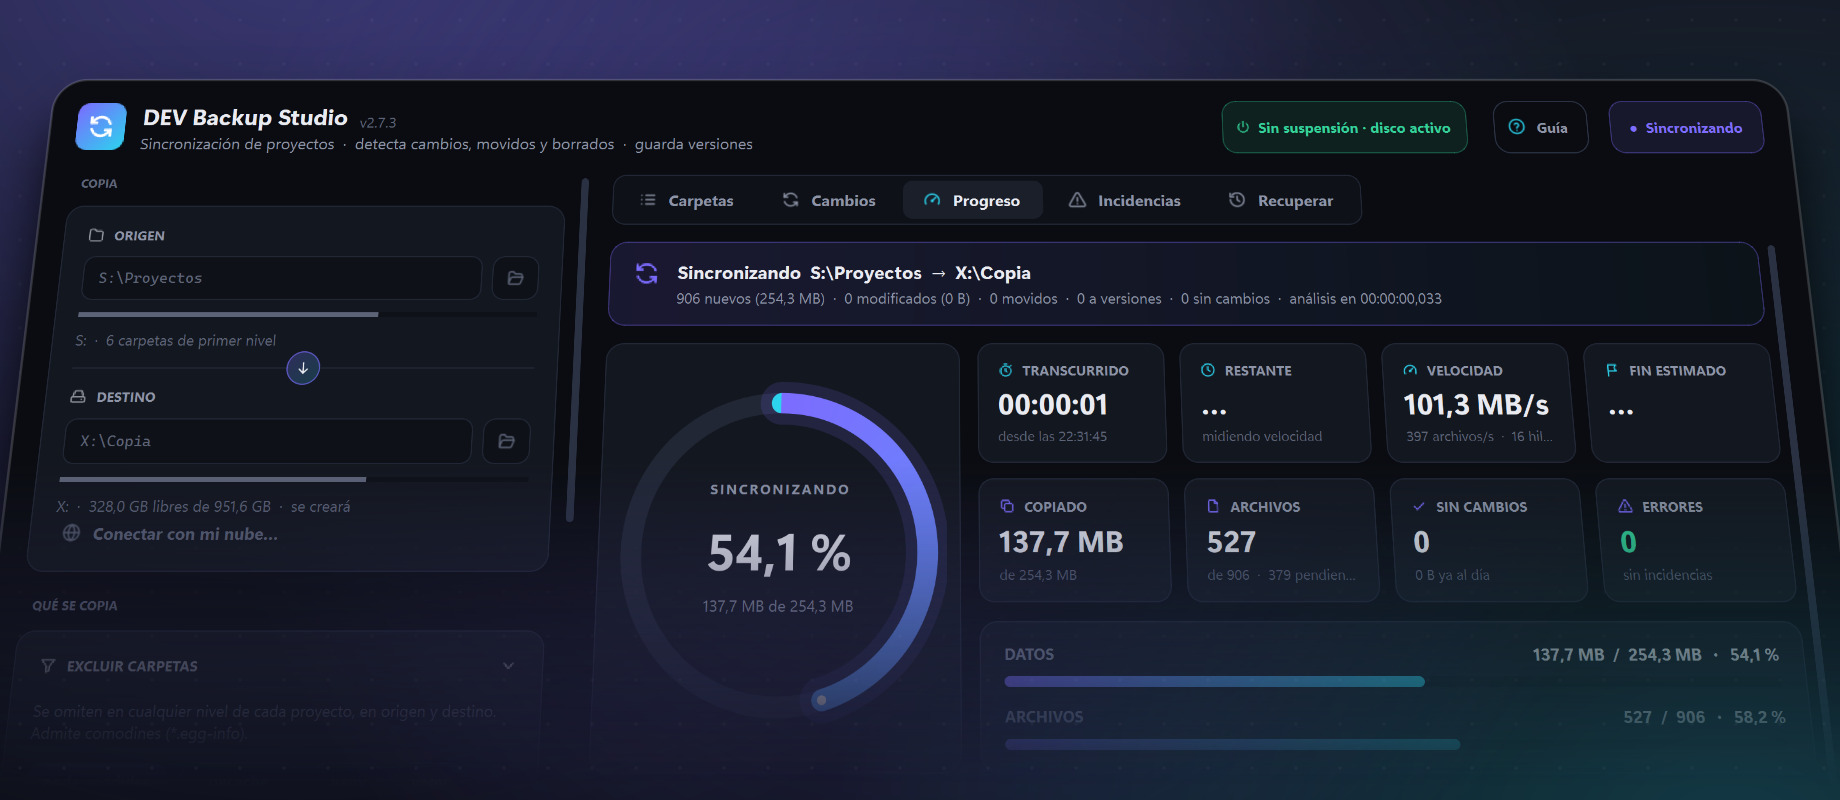 DEV Backup Studio v2.7.3
Sincronización de proyectos · detecta cambios, movidos y borrados · guarda versiones
Sin suspensión · disco activo
Guía
• Sincronizando
COPIA
ORIGEN
S:\Proyectos
S: · 6 carpetas de primer nivel
DESTINO
X:\Copia
X: · 328,0 GB libres de 951,6 GB · se creará
Conectar con mi nube...
QUÉ SE COPIA
EXCLUIR CARPETAS
Se omiten en cualquier nivel de cada proyecto, en origen y destino.
Admite comodines (*.egg-info).
Carpetas
Cambios
Progreso
Incidencias
Recuperar
Sincronizando S:\Proyectos → X:\Copia
906 nuevos (254,3 MB) · 0 modificados (0 B) · 0 movidos · 0 a versiones · 0 sin cambios · análisis en 00:00:00,033
SINCRONIZANDO
54,1 %
137,7 MB de 254,3 MB
TRANSCURRIDO
00:00:01
desde las 22:31:45
RESTANTE
...
midiendo velocidad
VELOCIDAD
101,3 MB/s
397 archivos/s · 16 hil...
FIN ESTIMADO
...
COPIADO
137,7 MB
de 254,3 MB
ARCHIVOS
527
de 906 · 379 pendien...
SIN CAMBIOS
0
0 B ya al día
ERRORES
0
sin incidencias
DATOS
137,7 MB / 254,3 MB · 54,1 %
ARCHIVOS
527 / 906 · 58,2 %